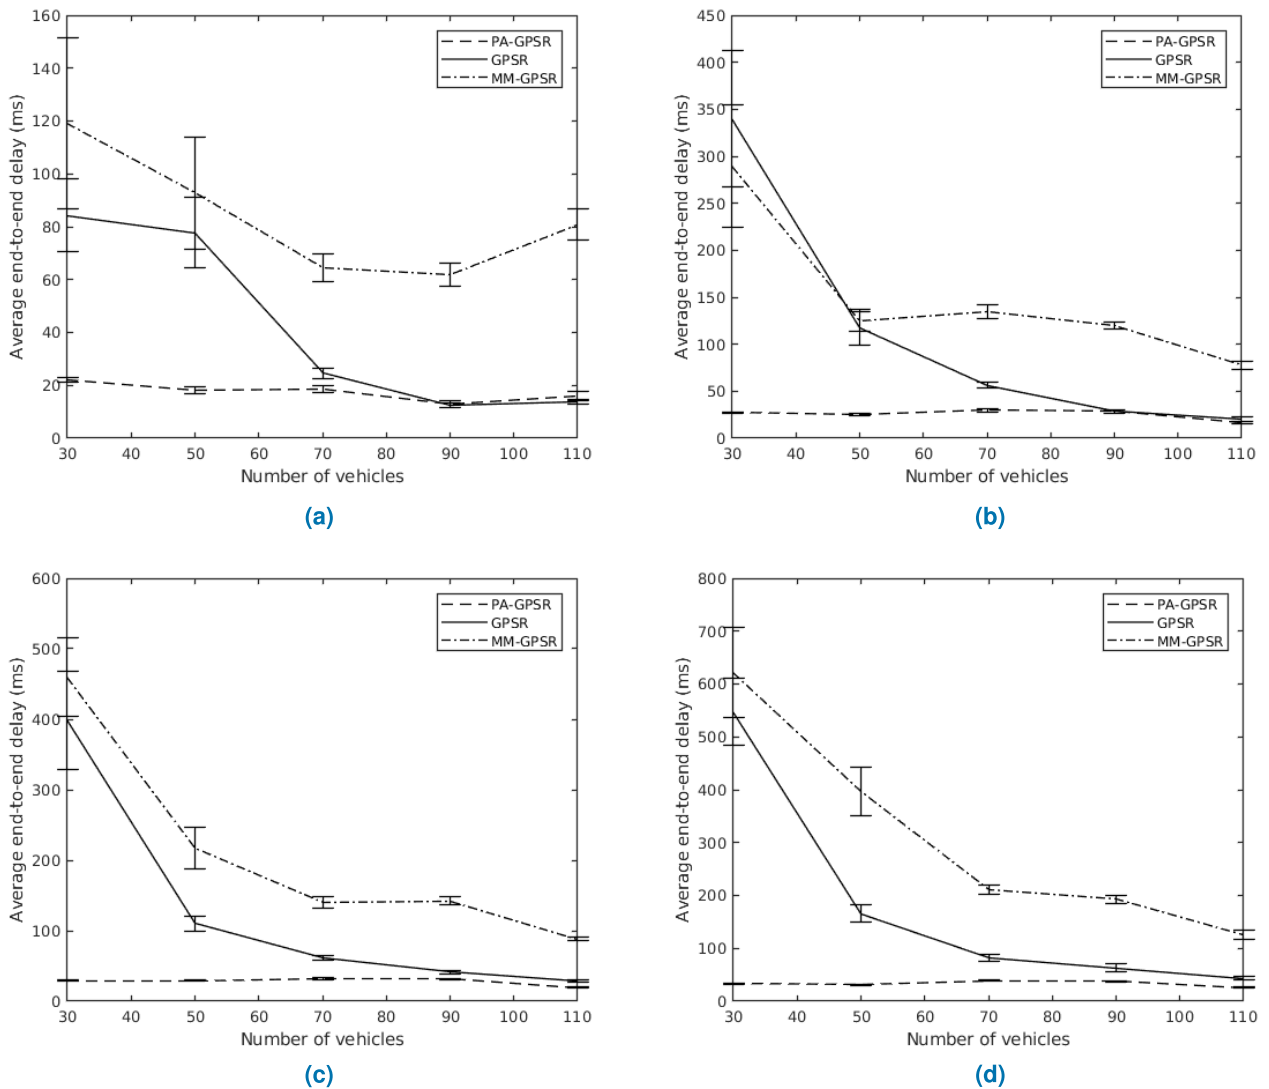 160
140
120
100
80
60
40
20
0
Average end-to-end delay (ms)
PA-GPSR
GPSR
MM-GPSR
30 40 50 60 70 80 90 100 110
Number of vehicles
(a)
450
400
350
300
250
200
150
100
50
0
Average end-to-end delay (ms)
PA-GPSR
GPSR
MM-GPSR
30 40 50 60 70 80 90 100 110
Number of vehicles
(b)
600
500
400
300
200
100
0
Average end-to-end delay (ms)
PA-GPSR
GPSR
MM-GPSR
30 40 50 60 70 80 90 100 110
Number of vehicles
(c)
800
700
600
500
400
300
200
100
0
Average end-to-end delay (ms)
PA-GPSR
GPSR
MM-GPSR
30 40 50 60 70 80 90 100 110
Number of vehicles
(d)